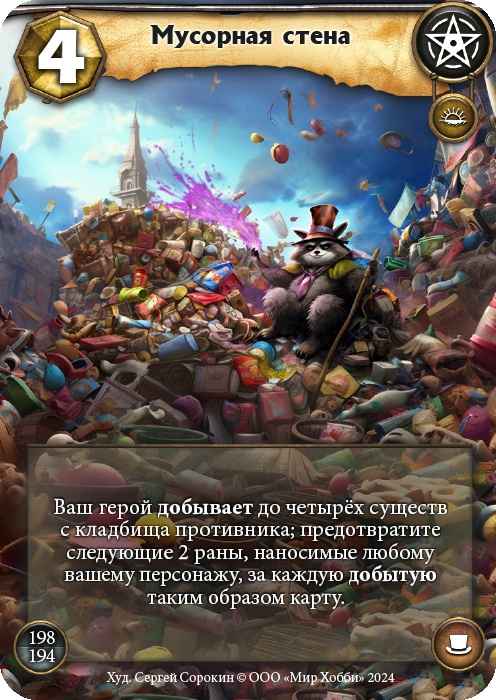 4
Мусорная стена
Ваш герой добывает до четырёх существ
с кладбища противника; предотвратите
следующие 2 раны, наносимые любому
вашему персонажу, за каждую добытую
таким образом карту.
198
194
Худ. Сергей Сорокин © ООО «Мир Хобби» 2024